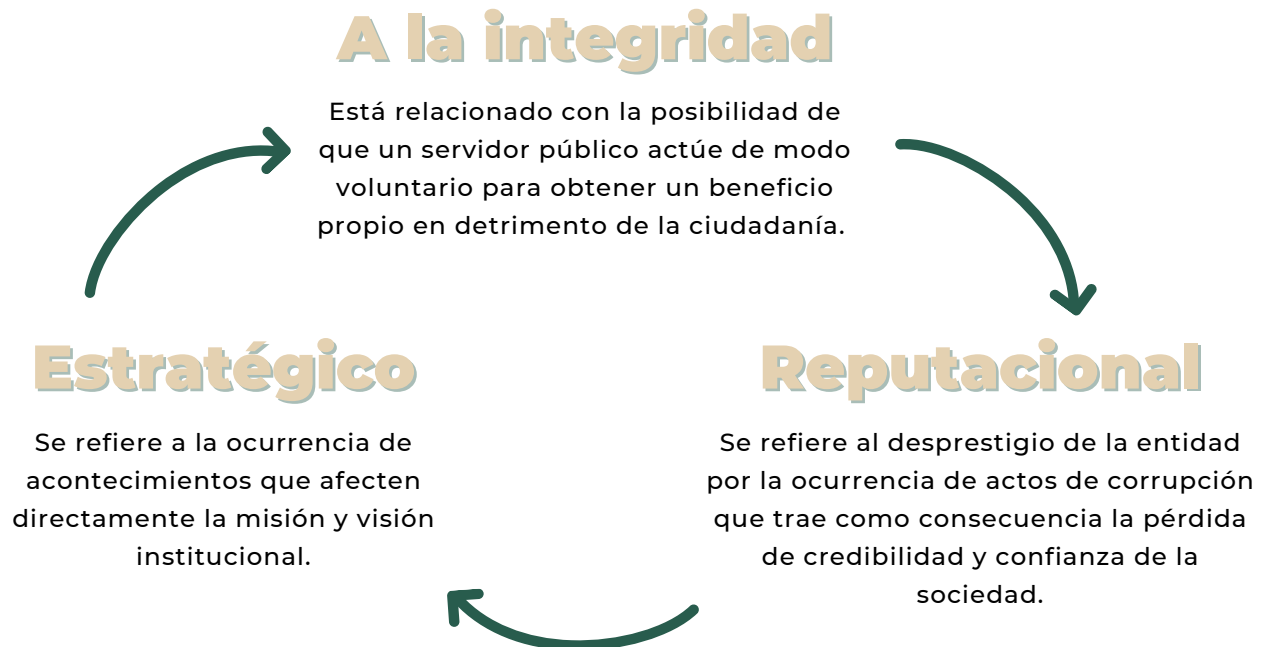 A la integridad
Está relacionado con la posibilidad de
que un servidor público actúe de modo
voluntario para obtener un beneficio
propio en detrimento de la ciudadanía.
Estratégico
Se refiere a la ocurrencia de
acontecimientos que afecten
directamente la misión y visión
institucional.
Reputacional
Se refiere al desprestigio de la entidad
por la ocurrencia de actos de corrupción
que trae como consecuencia la pérdida
de credibilidad y confianza de la
sociedad.